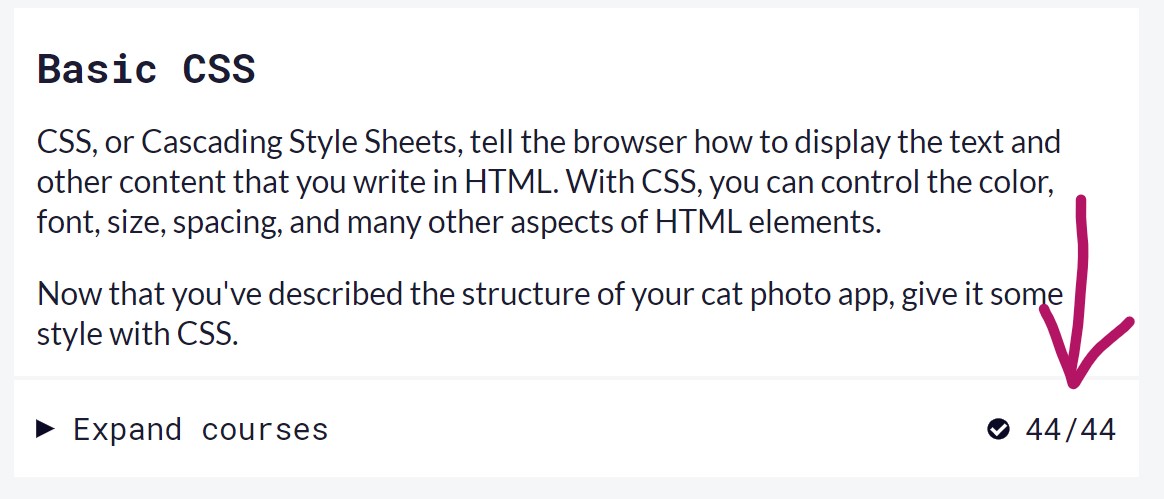 Basic CSS
CSS, or Cascading Style Sheets, tell the browser how to display the text and
other content that you write in HTML. With CSS, you can control the color,
font, size, spacing, and many other aspects of HTML elements.
Now that you've described the structure of your cat photo app, give it some
style with CSS.
Expand courses 44/44